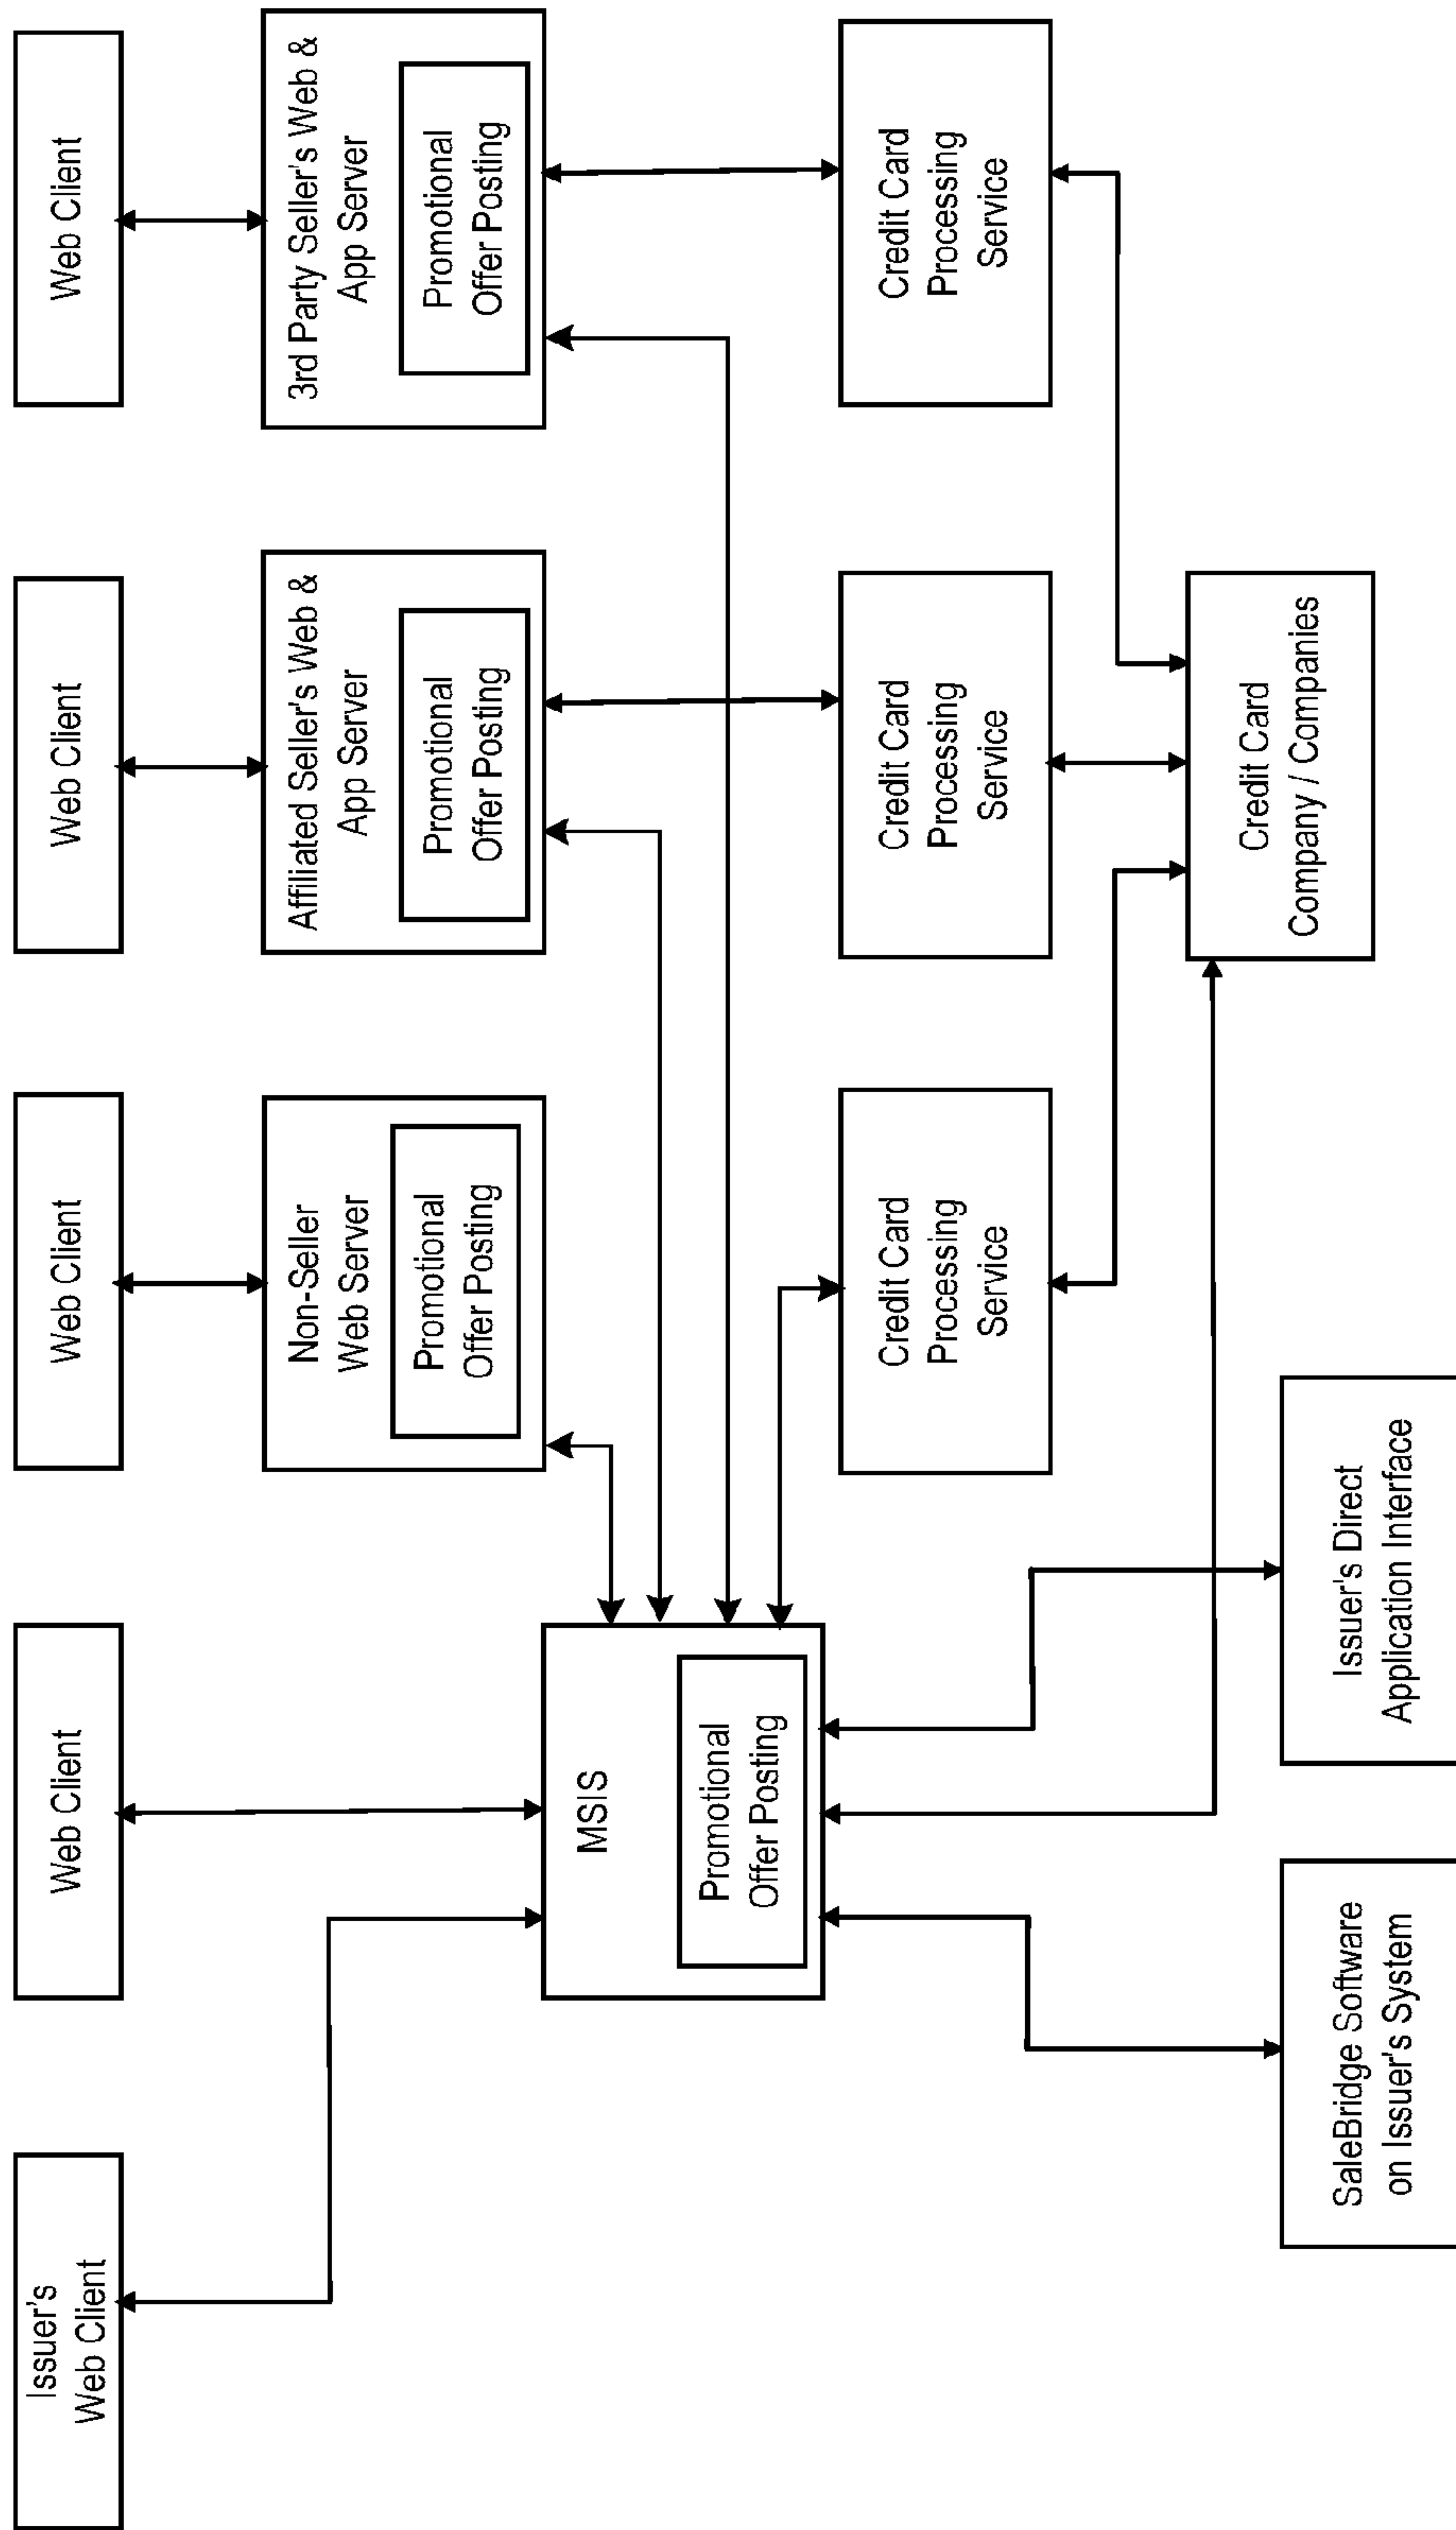 Issuer's
Web Client
Web Client
Web Client
Web Client
Web Client
Non-Seller
Web Server
Promotional
Offer Posting
Affiliated Seller's Web &
App Server
Promotional
Offer Posting
3rd Party Seller's Web &
App Server
Promotional
Offer Posting
MSIS
Promotional
Offer Posting
Credit Card
Processing
Service
Credit Card
Processing
Service
Credit Card
Processing
Service
Credit Card
Company / Companies
SaleBridge Software
on Issuer's System
Issuer's Direct
Application Interface